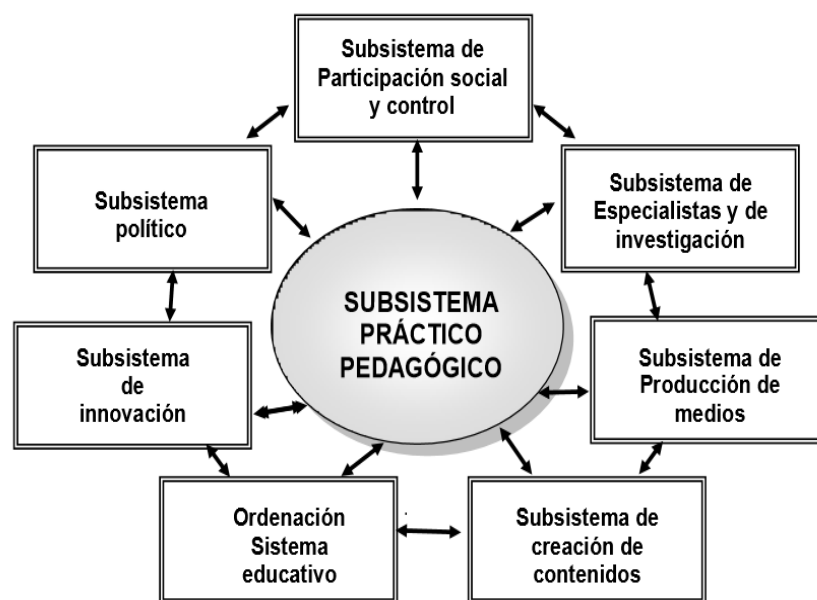 Subsistema de
Participación social
y control
Subsistema
político
Subsistema de
Especialistas y de
investigación
SUBSISTEMA
PRÁCTICO
PEDAGÓGICO
Subsistema
de
innovación
Subsistema de
Producción de
medios
Ordenación
Sistema
educativo
Subsistema de
creación de
contenidos